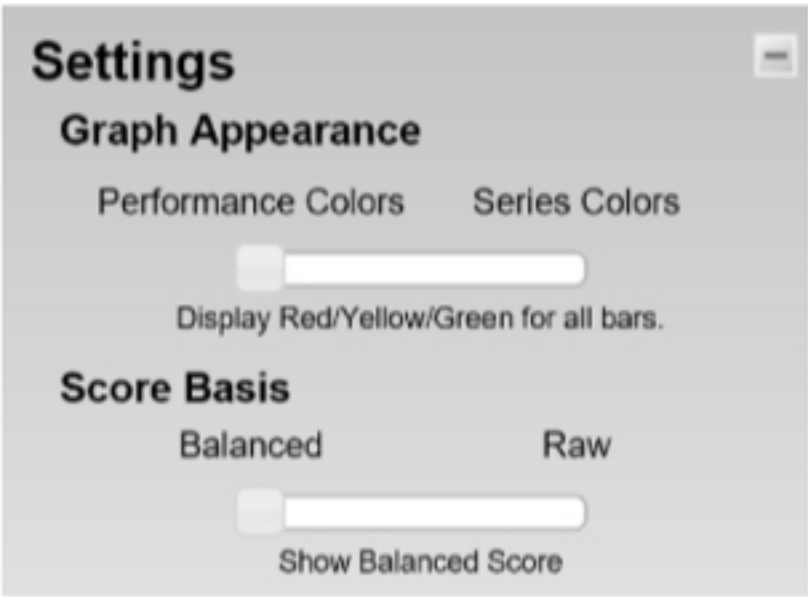 Settings
Graph Appearance
Performance Colors Series Colors
Display Red/Yellow/Green for all bars.
Score Basis
Balanced Raw
Show Balanced Score